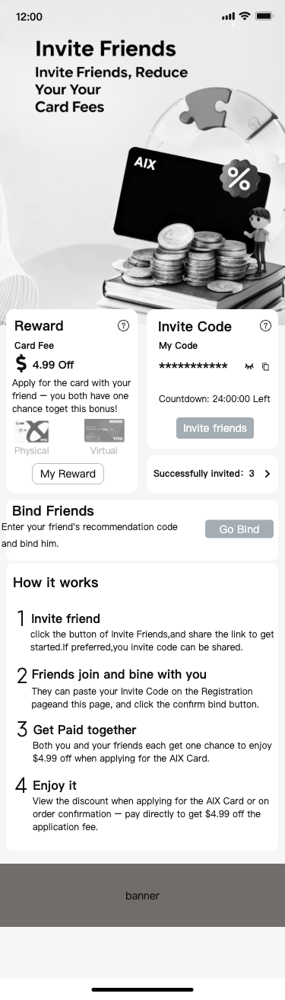 12:00
Invite Friends
Invite Friends, Reduce
Your Your
Card Fees
AIX
%
Reward
?
Card Fee
$ 4.99 Off
Apply for the card with your
friend — you both have one
chance toget this bonus!
VISA
VISA
Physical
Virtual
My Reward
Invite Code
?
My Code
***********
Countdown: 24:00:00 Left
Invite friends
Successfully invited: 3
Bind Friends
Enter your friend's recommendation code
and bind him.
Go Bind
How it works
1 Invite friend
click the button of Invite Friends,and share the link to get
started.If preferred,you invite code can be shared.
2 Friends join and bine with you
They can paste your Invite Code on the Registration
pageand this page, and click the confirm bind button.
3 Get Paid together
Both you and your friends each get one chance to enjoy
$4.99 off when applying for the AIX Card.
4 Enjoy it
View the discount when applying for the AIX Card or on
order confirmation — pay directly to get $4.99 off the
application fee.
banner